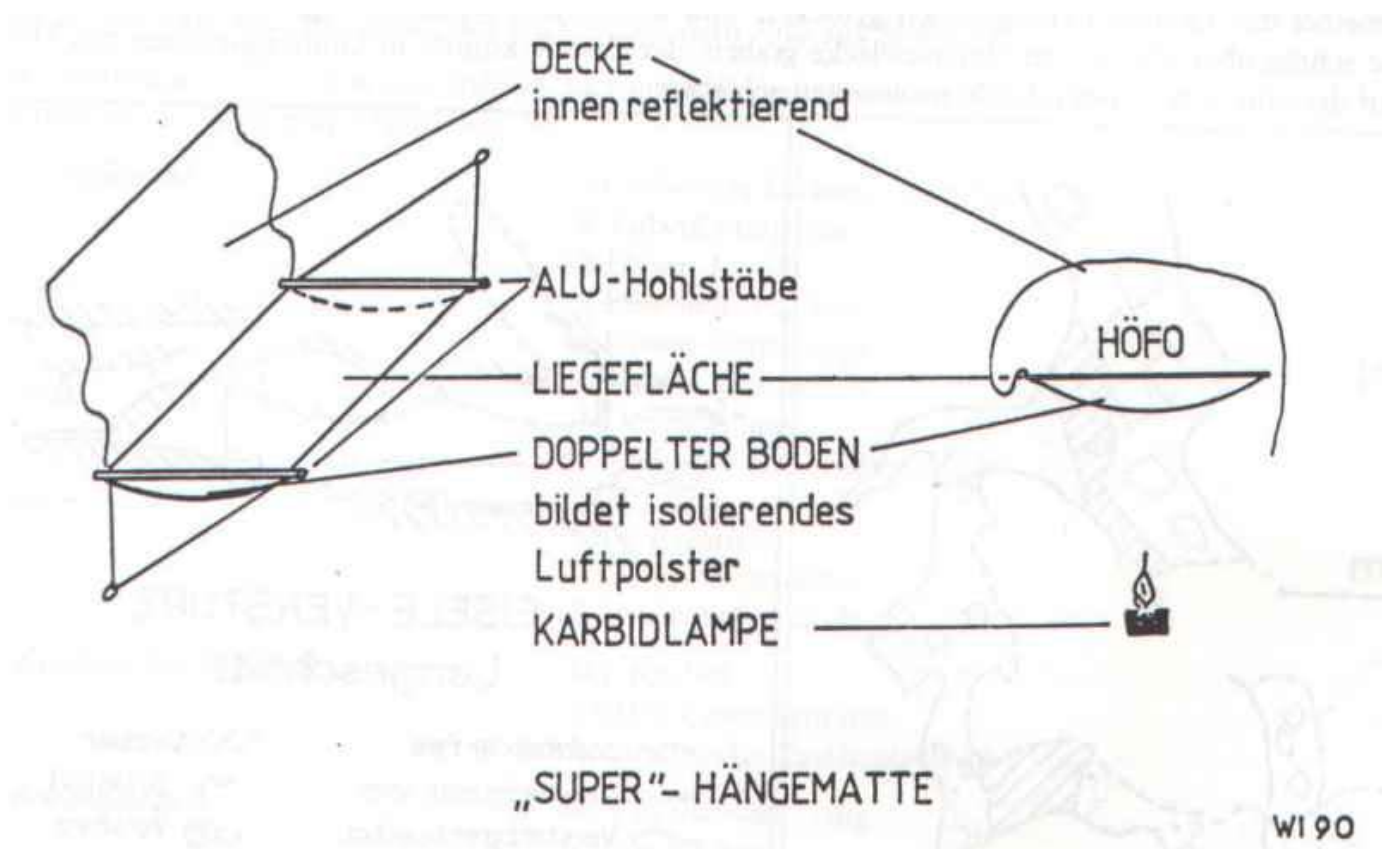 DECKE
innen reflektierend
ALU-Hohlstäbe
HÖFO
LIEGEFLÄCHE
DOPPELTER BODEN
bildet isolierendes
Luftpolster
KARBIDLAMPE
„SUPER"-HÄNGEMATTE
WI 90